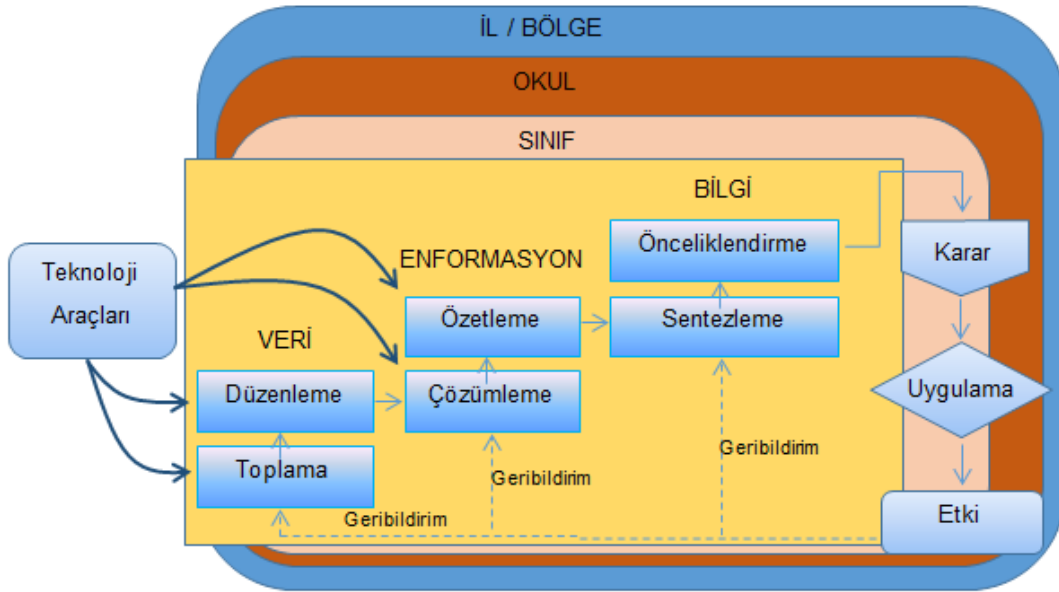 İL / BÖLGE
OKUL
SINIF
BİLGİ
Önceliklendirme
Karar
Teknoloji
Araçları
ENFORMASYON
Özetleme
Sentezleme
VERİ
Düzenleme
Çözümleme
Uygulama
Toplama
Geribildirim
Geribildirim
Geribildirim
Etki